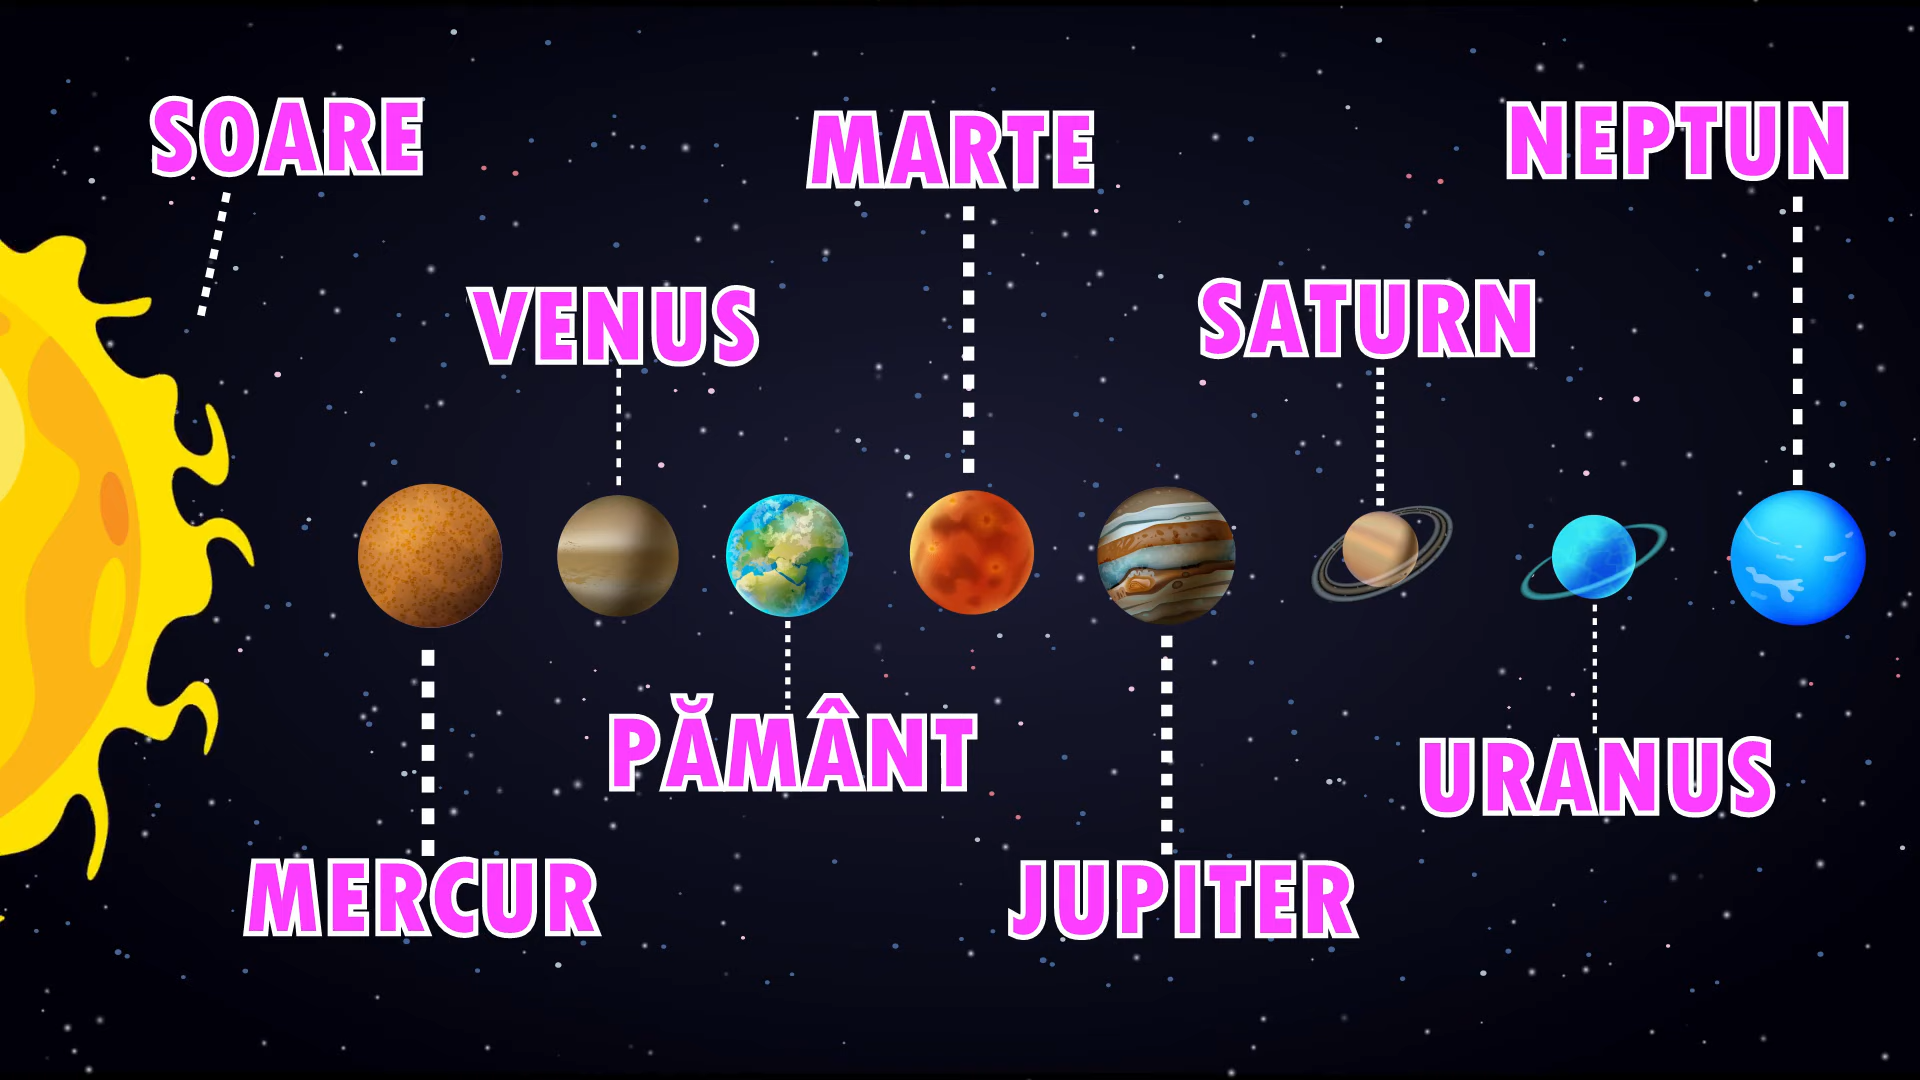 SOARE
MARTE
NEPTUN
VENUS
SATURN
PĂMÂNT
URANUS
MERCUR
JUPITER